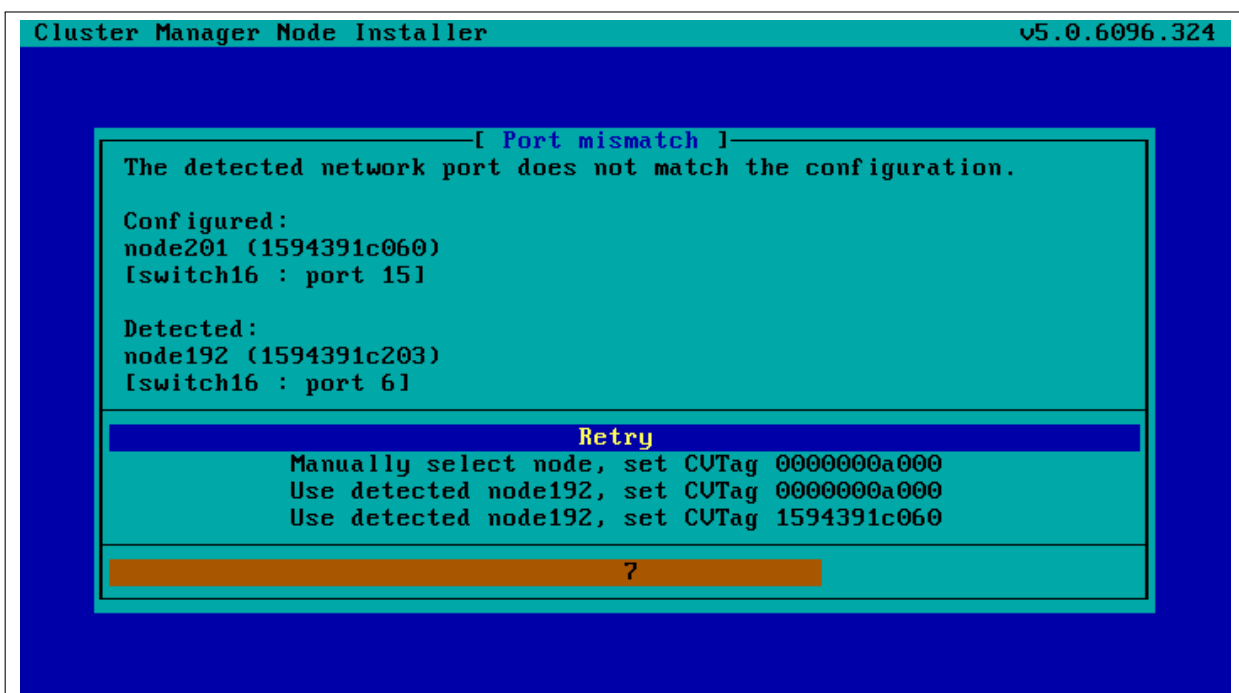 Cluster Manager Node Installer v5.0.6096.324
[ Port mismatch ]
The detected network port does not match the configuration.
Configured:
node201 (1594391c060)
[switch16 : port 15]
Detected:
node192 (1594391c203)
[switch16 : port 6]
Retry
Manually select node, set CVTag 0000000a000
Use detected node192, set CVTag 0000000a000
Use detected node192, set CVTag 1594391c060
7